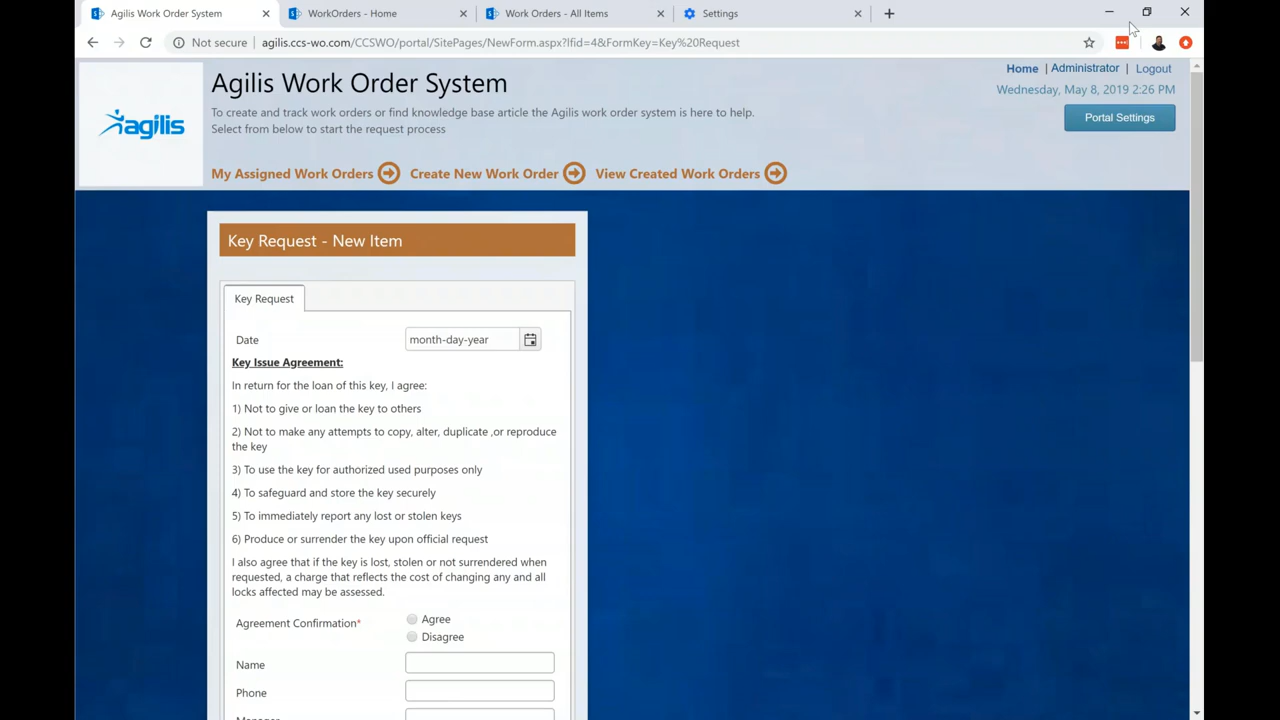 Agilis Work Order System
WorkOrders - Home
Work Orders - All Items
Settings
Not secure
agilis.ccs-wo.com/CCSWO/portal/SitePages/NewForm.aspx?lfid=4&FormKey=Key%20Request
agilis
Agilis Work Order System
To create and track work orders or find knowledge base article the Agilis work order system is here to help.
Select from below to start the request process
Home | Administrator | Logout
Wednesday, May 8, 2019 2:26 PM
Portal Settings
My Assigned Work Orders
Create New Work Order
View Created Work Orders
Key Request - New Item
Key Request
Date
month-day-year
Key Issue Agreement:
In return for the loan of this key, I agree:
1) Not to give or loan the key to others
2) Not to make any attempts to copy, alter, duplicate ,or reproduce
the key
3) To use the key for authorized used purposes only
4) To safeguard and store the key securely
5) To immediately report any lost or stolen keys
6) Produce or surrender the key upon official request
I also agree that if the key is lost, stolen or not surrendered when
requested, a charge that reflects the cost of changing any and all
locks affected may be assessed.
Agreement Confirmation*
Agree
Disagree
Name
Phone